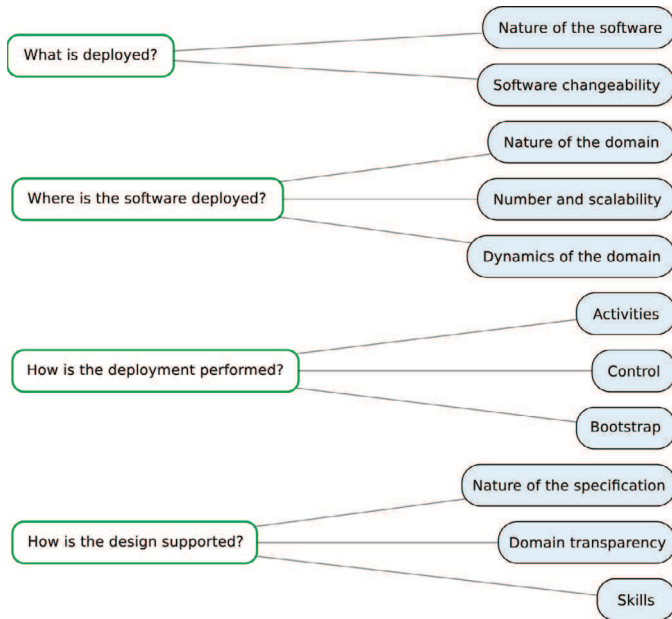 What is deployed?
Nature of the software
Software changeability
Where is the software deployed?
Nature of the domain
Number and scalability
Dynamics of the domain
How is the deployment performed?
Activities
Control
Bootstrap
How is the design supported?
Nature of the specification
Domain transparency
Skills